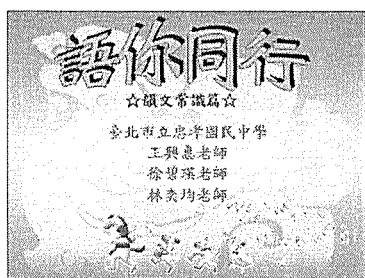 語你同行
☆韻文常識篇☆
臺北市立忠孝國民中學
王興惠老師
徐碧瑛老師
林奕均老師